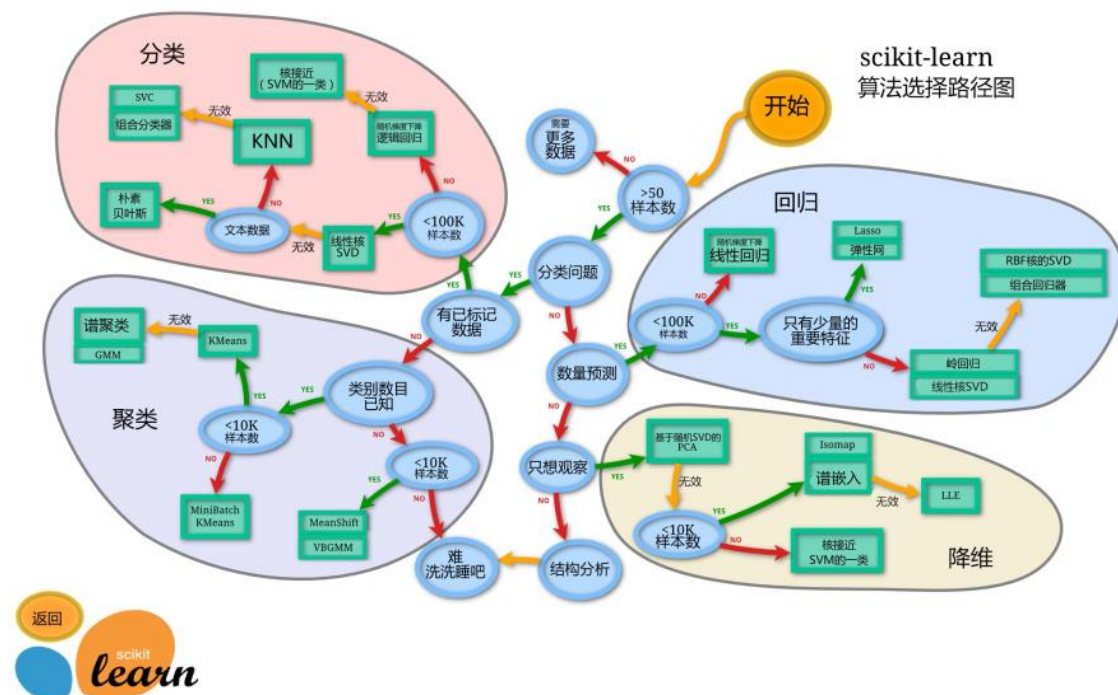 scikit-learn
算法选择路径图
开始
需要
更多
数据
NO
>50
样本数
YES
分类问题
YES
NO
有已标记
数据
YES
NO
分类
核接近
（SVM的一类）
无效
随机梯度下降
逻辑回归
NO
<100K
样本数
YES
线性核
SVD
无效
文本数据
YES
NO
朴素
贝叶斯
KNN
无效
SVC
组合分类器
回归
数量预测
YES
NO
<100K
样本数
NO
YES
随机梯度下降
线性回归
只有少量的
重要特征
YES
NO
Lasso
弹性网
岭回归
线性核SVD
无效
RBF核的SVD
组合回归器
聚类
类别数目
已知
YES
NO
<10K
样本数
YES
NO
KMeans
无效
谱聚类
GMM
MiniBatch
KMeans
<10K
样本数
YES
NO
MeanShift
VBGMM
难
洗洗睡吧
只想观察
YES
NO
结构分析
降维
基于随机SVD的
PCA
无效
<10K
样本数
YES
NO
Isomap
谱嵌入
无效
LLE
核接近
SVM的一类
返回
scikit
learn